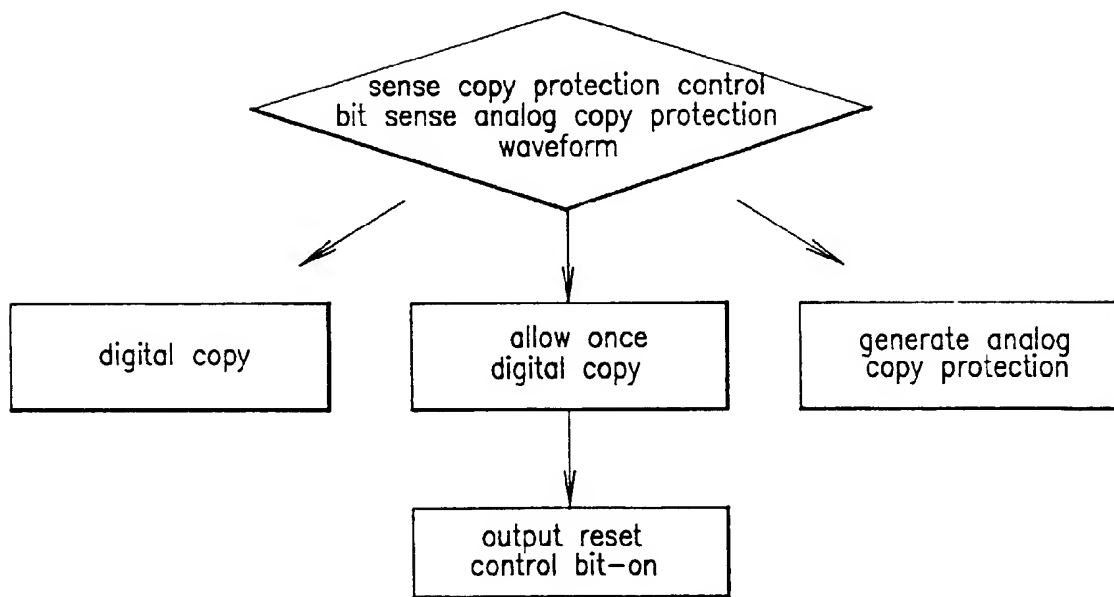 sense copy protection control
bit sense analog copy protection
waveform
digital copy
allow once
digital copy
generate analog
copy protection
output reset
control bit-on